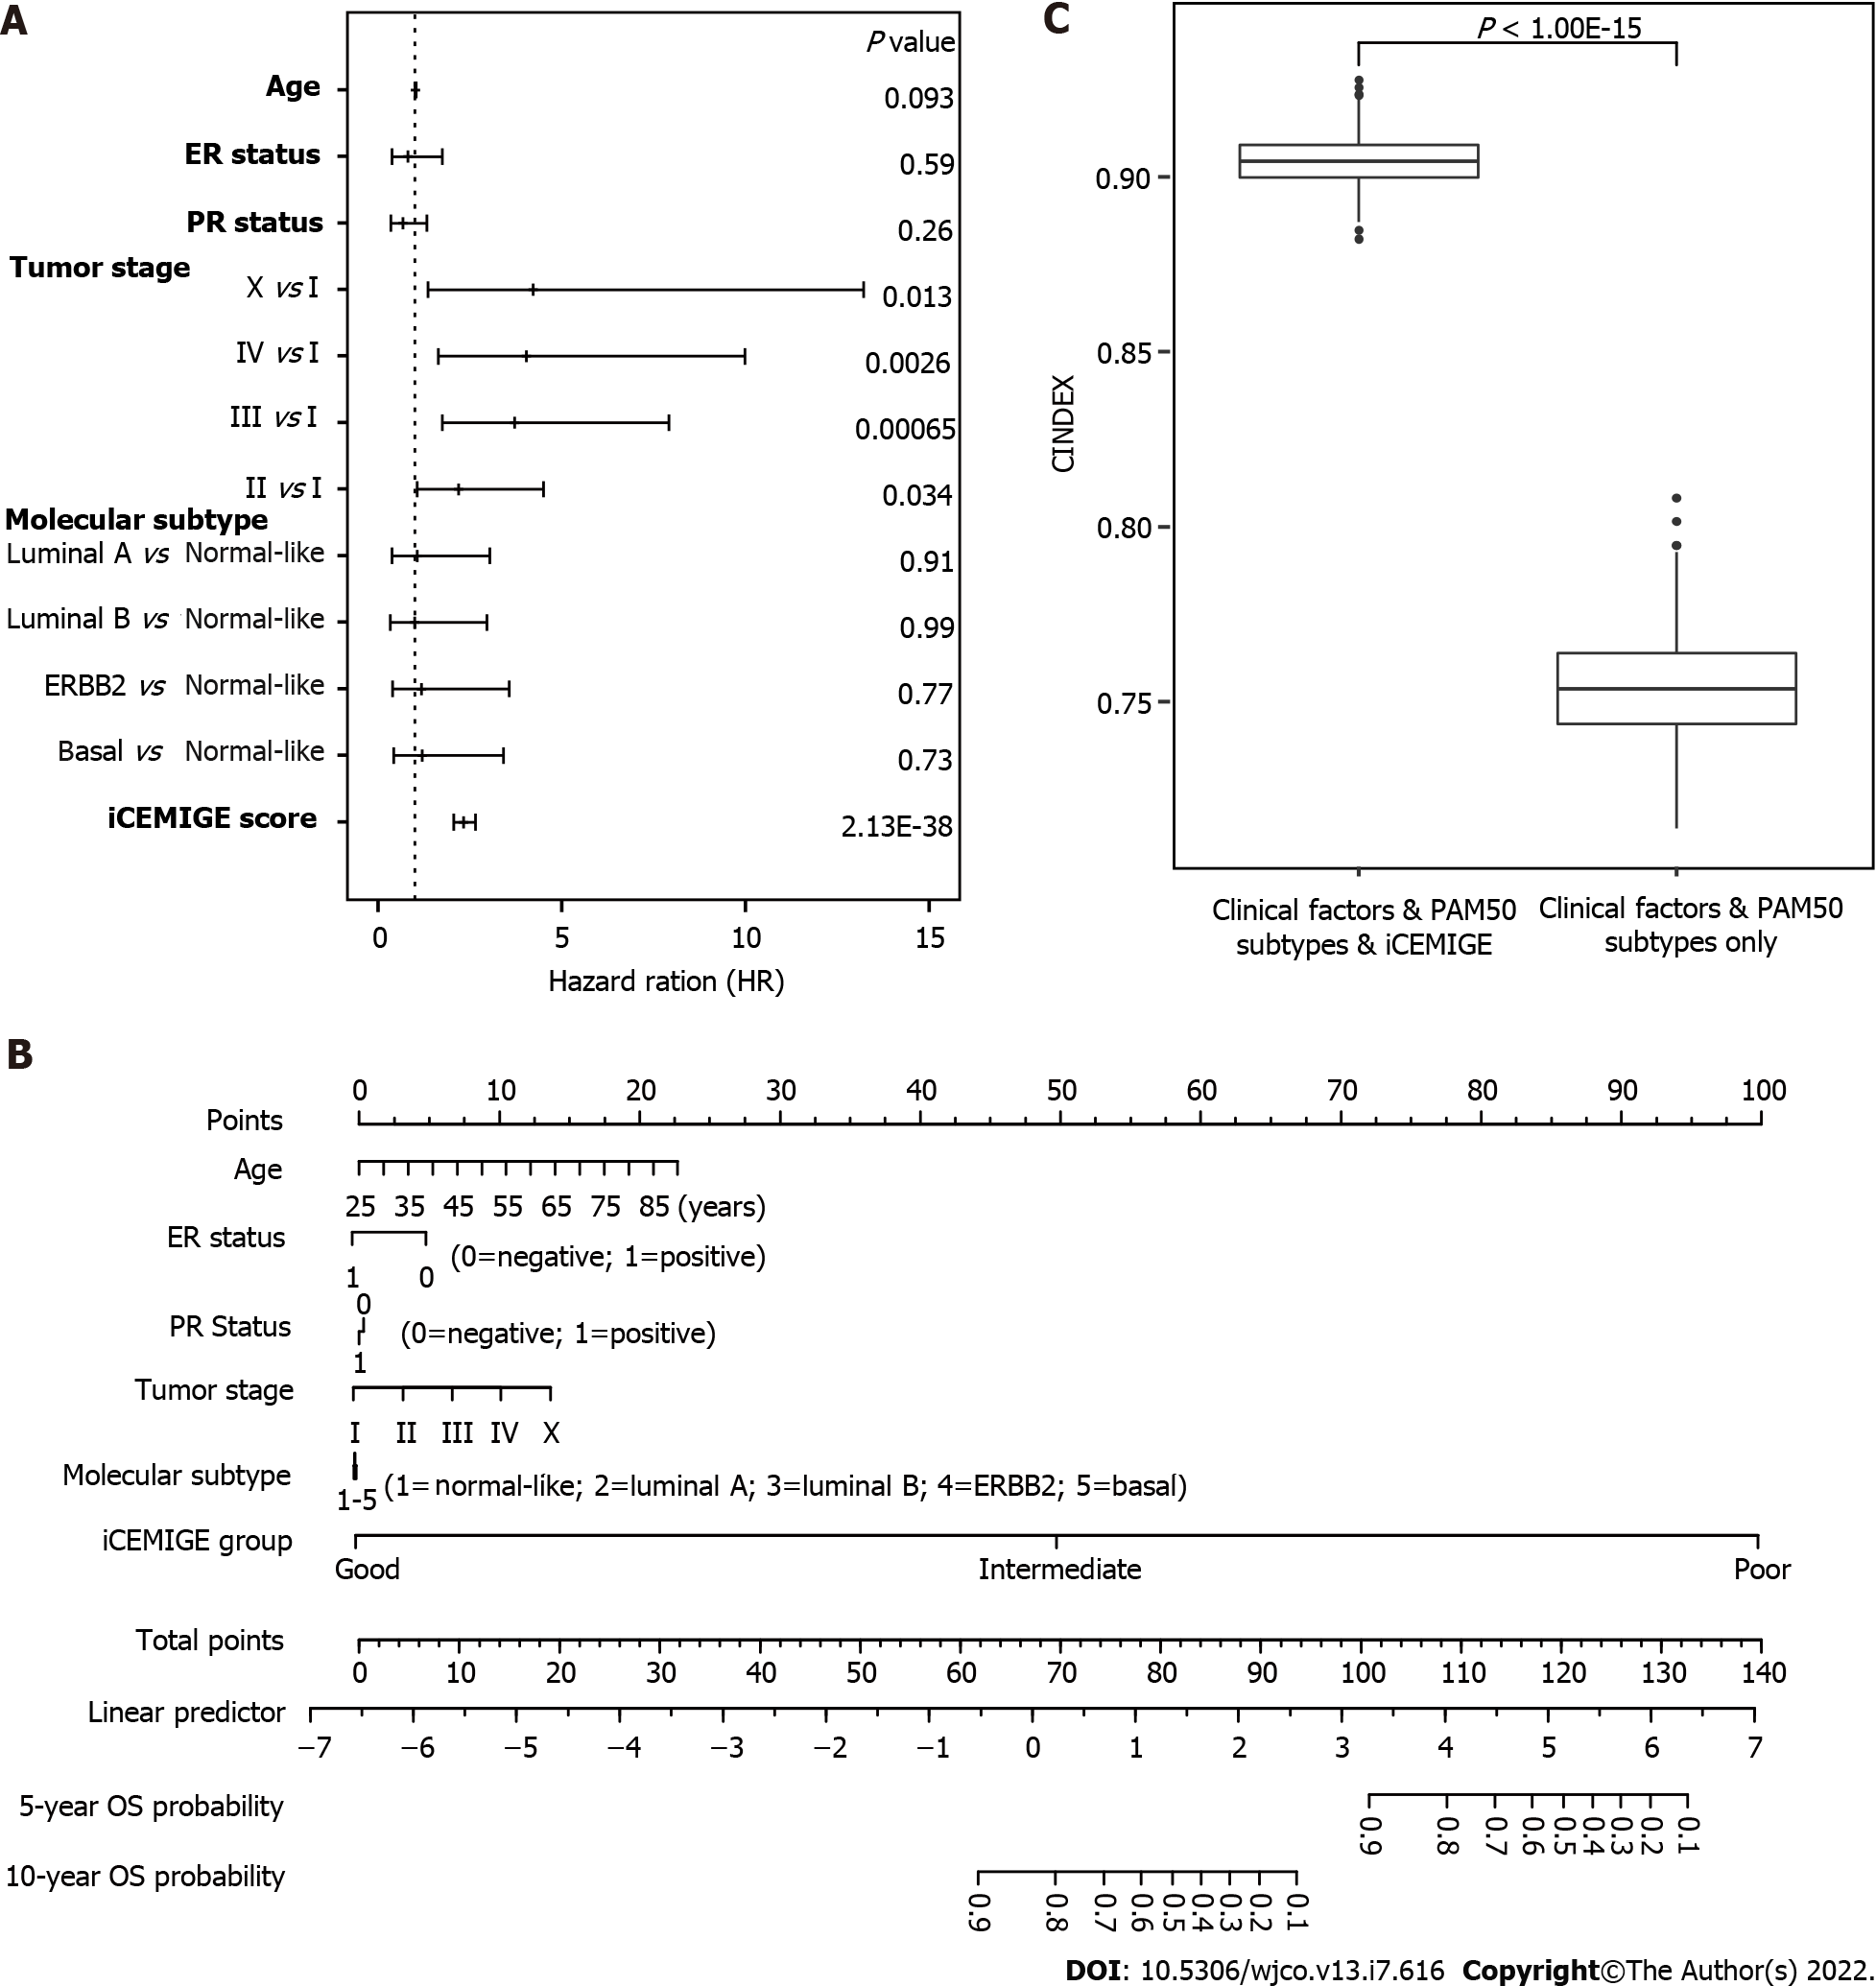 A
P value
Age 0.093
ER status 0.59
PR status 0.26
Tumor stage
X vs I 0.013
IV vs I 0.0026
III vs I 0.00065
II vs I 0.034
Molecular subtype
Luminal A vs Normal-like 0.91
Luminal B vs Normal-like 0.99
ERBB2 vs Normal-like 0.77
Basal vs Normal-like 0.73
iCEMIGE score 2.13E-38
0 5 10 15
Hazard ration (HR)
C
P < 1.00E-15
0.90
0.85
0.80
0.75
CINDEX
Clinical factors & PAM50
subtypes & iCEMIGE
Clinical factors & PAM50
subtypes only
B
Points
0 10 20 30 40 50 60 70 80 90 100
Age
25 35 45 55 65 75 85 (years)
ER status
1 0 (0=negative; 1=positive)
PR Status
0
1
(0=negative; 1=positive)
Tumor stage
I II III IV X
Molecular subtype
1-5 (1= normal-like; 2=luminal A; 3=luminal B; 4=ERBB2; 5=basal)
iCEMIGE group
Good Intermediate Poor
Total points
0 10 20 30 40 50 60 70 80 90 100 110 120 130 140
Linear predictor
−7 −6 −5 −4 −3 −2 −1 0 1 2 3 4 5 6 7
5-year OS probability
0.9 0.8 0.7 0.6 0.5 0.4 0.3 0.2 0.1
10-year OS probability
0.9 0.8 0.7 0.6 0.5 0.4 0.3 0.2 0.1
DOI: 10.5306/wjco.v13.i7.616 Copyright©The Author(s) 2022.